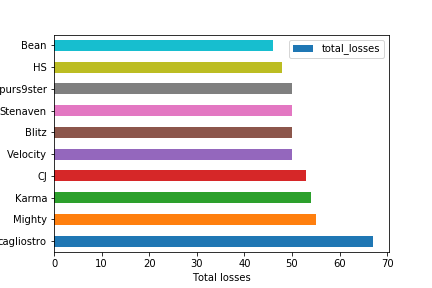 Bean
total_losses
HS
purs9ster
Stenaven
Blitz
Velocity
CJ
Karma
Mighty
cagliostro
0 10 20 30 40 50 60 70
Total losses